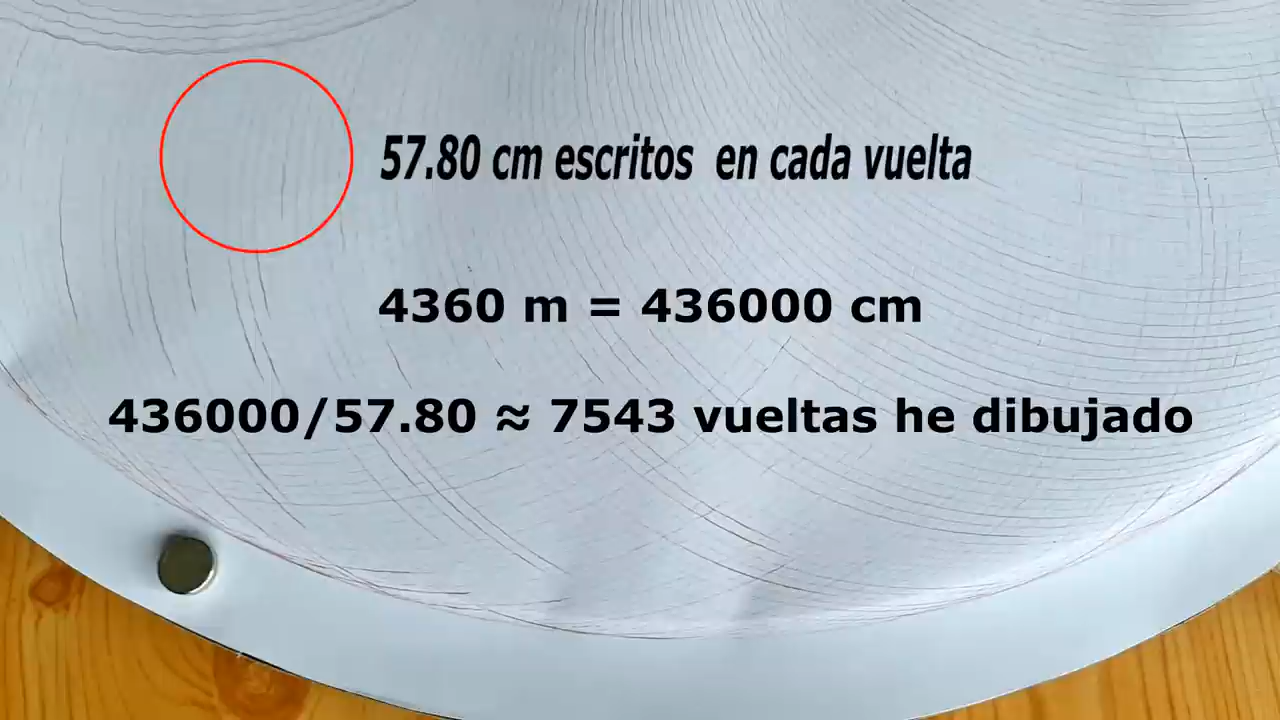 57.80 cm escritos en cada vuelta
4360 m = 436000 cm
436000/57.80 ≈ 7543 vueltas he dibujado